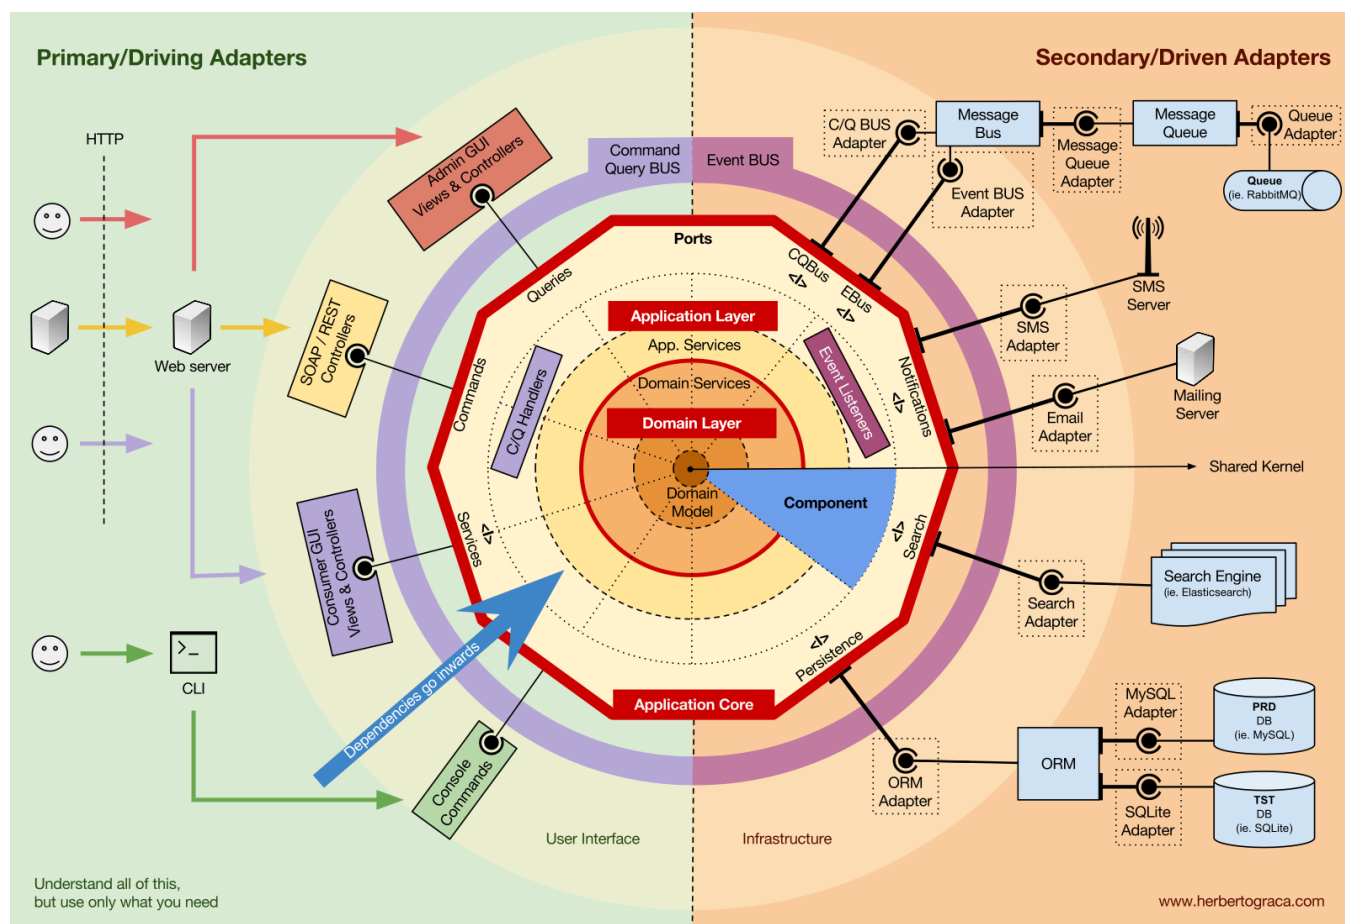 Primary/Driving Adapters
Secondary/Driven Adapters
HTTP
Web server
CLI
Admin GUI
Views & Controllers
SOAP / REST
Controllers
Consumer GUI
Views & Controllers
Console
Commands
Command
Query BUS
Event BUS
Ports
Queries
Commands
Services
</>
CQBus
</>
EBus
</>
Notifications
</>
Search
</>
Persistence
</>
Application Layer
App. Services
Domain Services
Domain Layer
Domain
Model
C/Q Handlers
Event Listeners
Component
Application Core
Dependencies go inwards
User Interface
Infrastructure
C/Q BUS
Adapter
Message
Bus
Event BUS
Adapter
Message
Queue
Adapter
Message
Queue
Queue
Adapter
Queue
(ie. RabbitMQ)
SMS
Adapter
SMS
Server
Email
Adapter
Mailing
Server
Shared Kernel
Search
Adapter
Search Engine
(ie. Elasticsearch)
ORM
Adapter
ORM
MySQL
Adapter
PRD
DB
(ie. MySQL)
SQLite
Adapter
TST
DB
(ie. SQLite)
Understand all of this,
but use only what you need
www.herbertograca.com